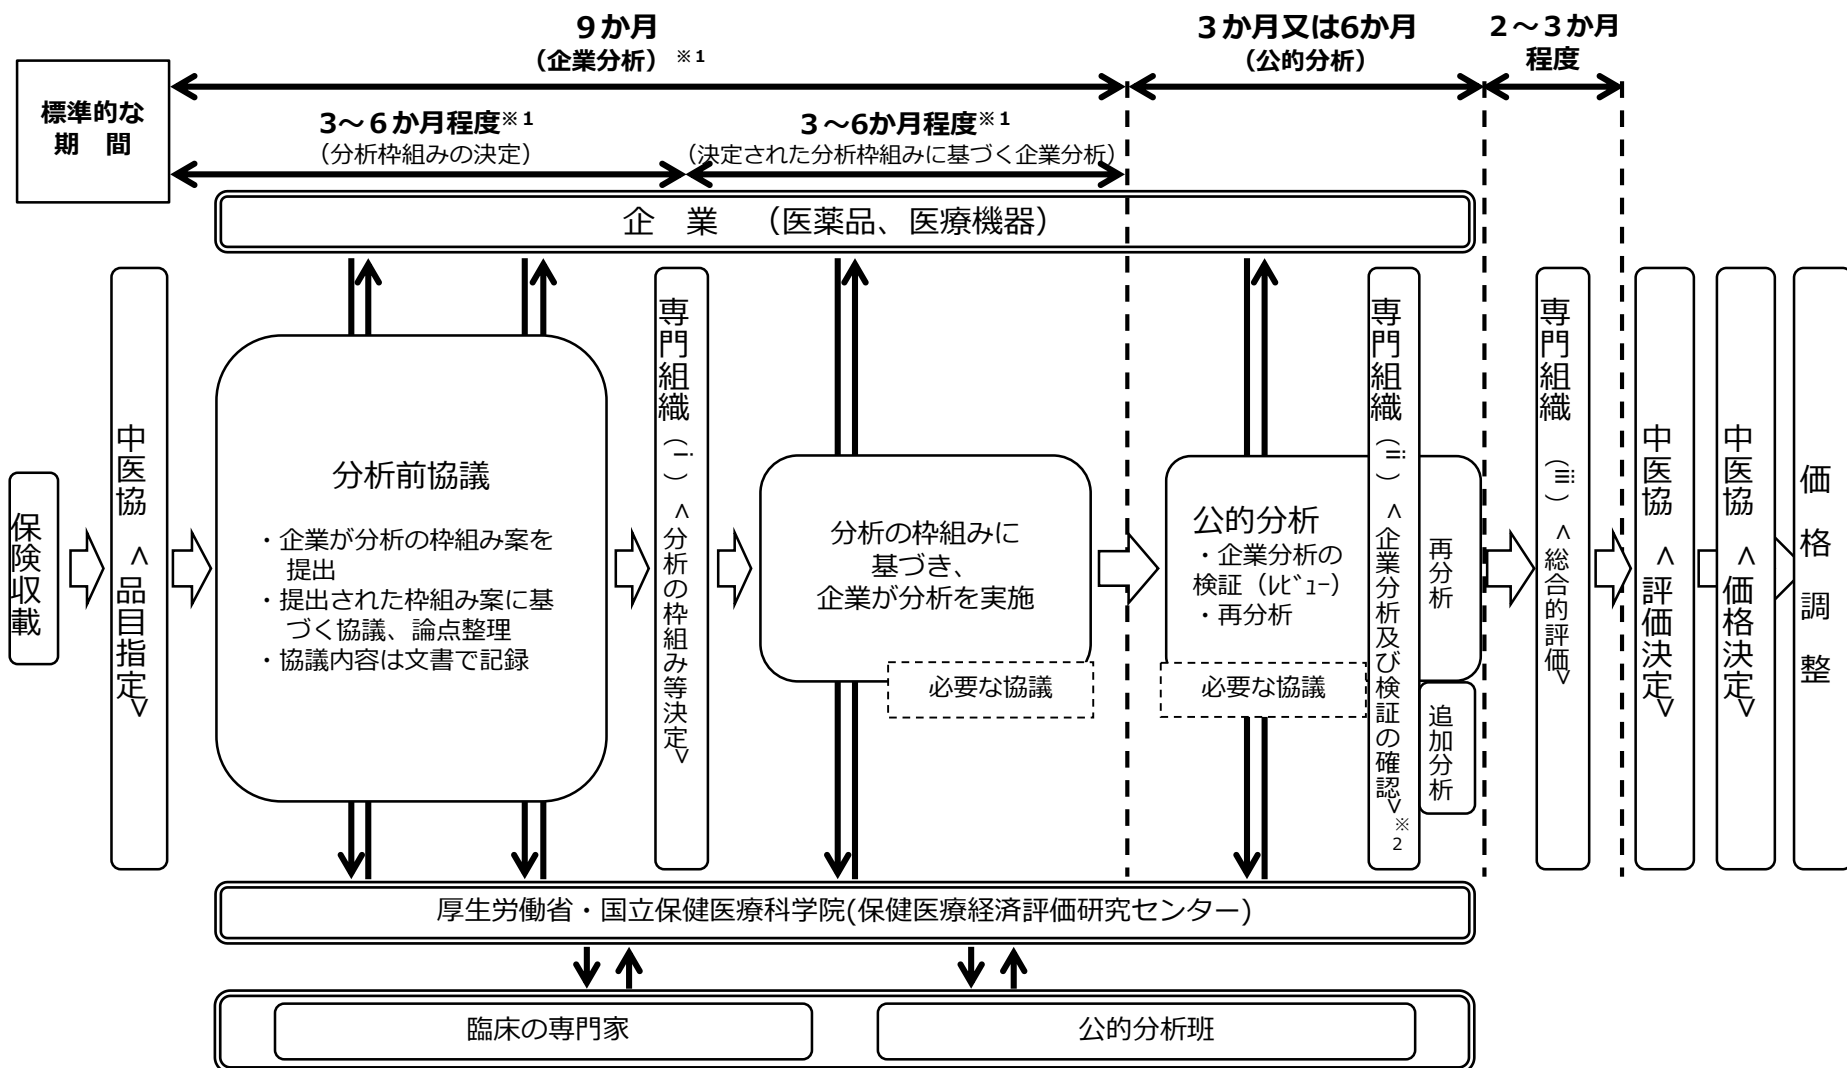 標準的な
期　間
９か月
（企業分析）※1
３か月又は6か月
（公的分析）
２～３か月
程度
3～６か月程度※1
（分析枠組みの決定）
３～6か月程度※1
（決定された分析枠組みに基づく企業分析）
企　業　（医薬品、医療機器）
保険収載
中医協　<品目指定>
分析前協議
・企業が分析の枠組み案を
提出
・提出された枠組み案に基
づく協議、論点整理
・協議内容は文書で記録
専門組織（ⅰ）<分析の枠組み等決定>
分析の枠組みに
基づき、
企業が分析を実施
必要な協議
公的分析
・企業分析の
検証（ﾚﾋﾞｭｰ）
・再分析
必要な協議
専門組織（ⅱ）<企業分析及び検証の確認>※2
再分析
追加分析
専門組織　（ⅲ）<総合的評価>
中医協　<評価決定>
中医協　<価格決定>
価格調整
厚生労働省・国立保健医療科学院(保健医療経済評価研究センター)
臨床の専門家
公的分析班